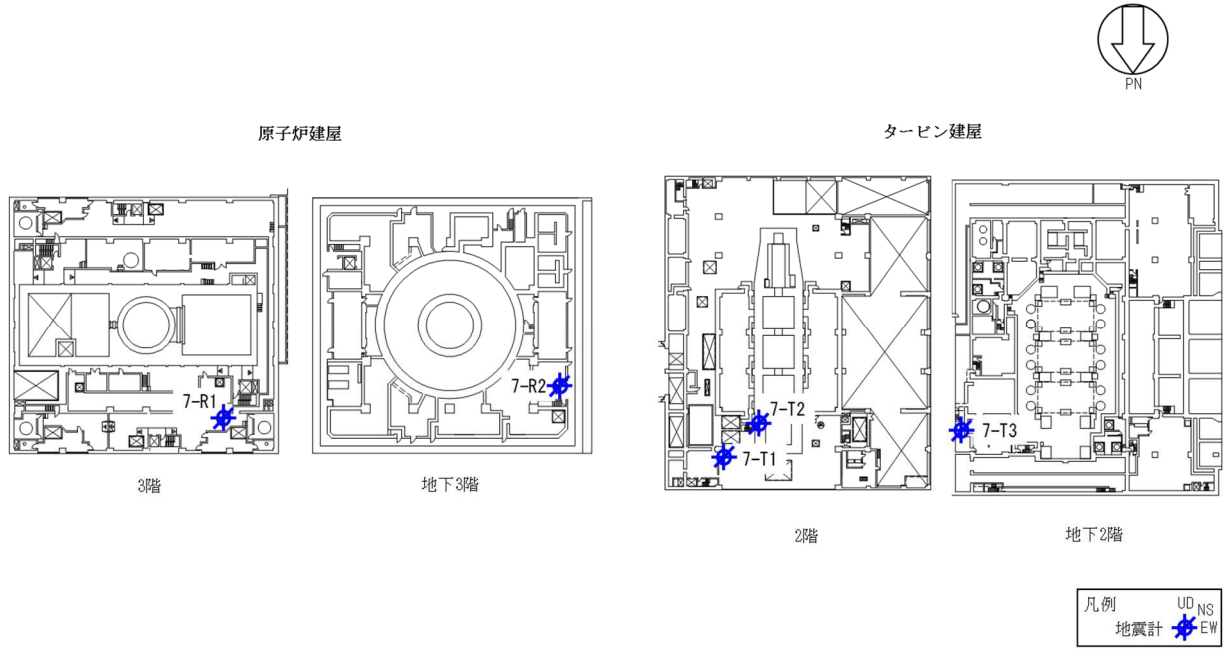 PN
原子炉建屋
タービン建屋
7-R1
7-R2
7-T2
7-T1
7-T3
3階
地下3階
2階
地下2階
凡例
UD
NS
地震計
EW